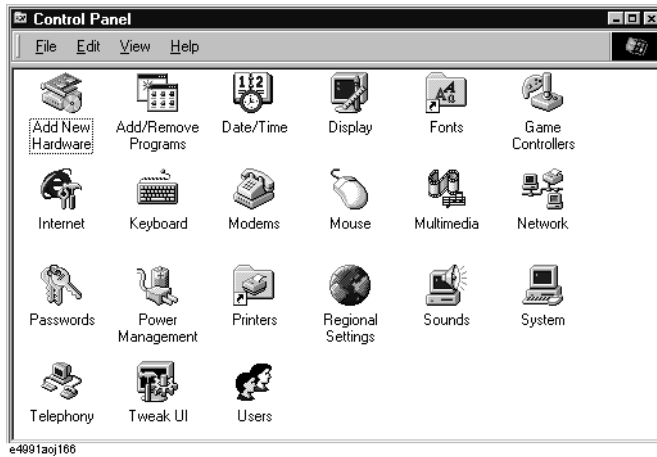 Control Panel
File Edit View Help
Add New Hardware
Add/Remove Programs
Date/Time
Display
Fonts
Game Controllers
Internet
Keyboard
Modems
Mouse
Multimedia
Network
Passwords
Power Management
Printers
Regional Settings
Sounds
System
Telephony
Tweak UI
Users
e4991aoj166